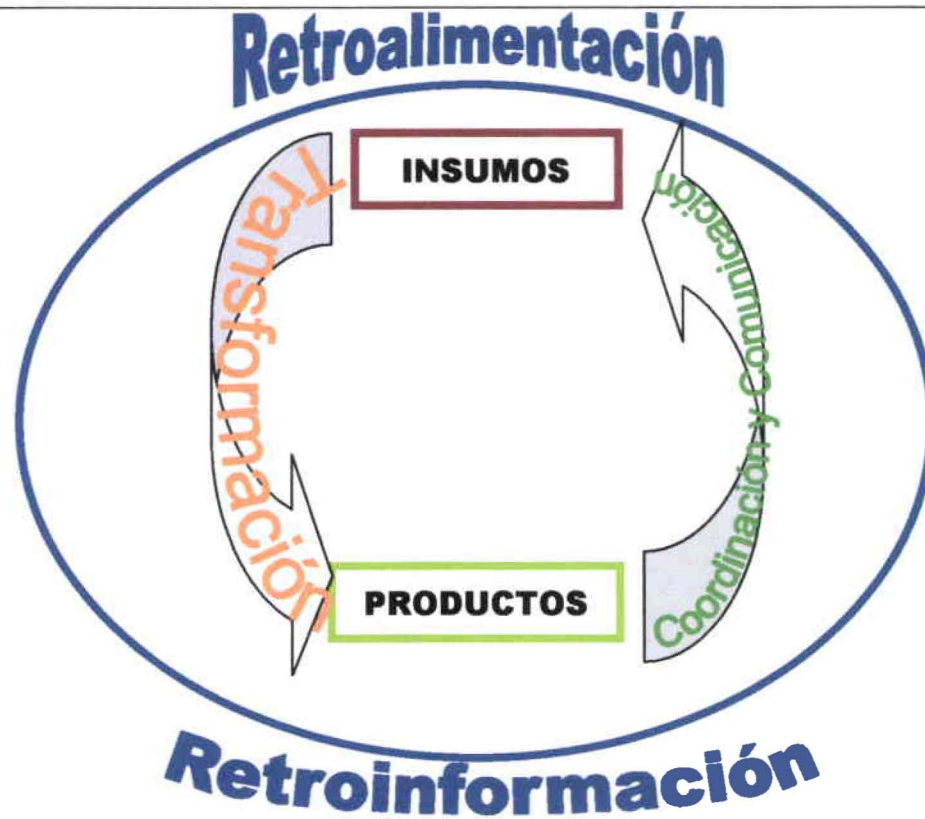 Retroalimentación
INSUMOS
Transformación
Coordinación y Comunicación
PRODUCTOS
Retroinformación